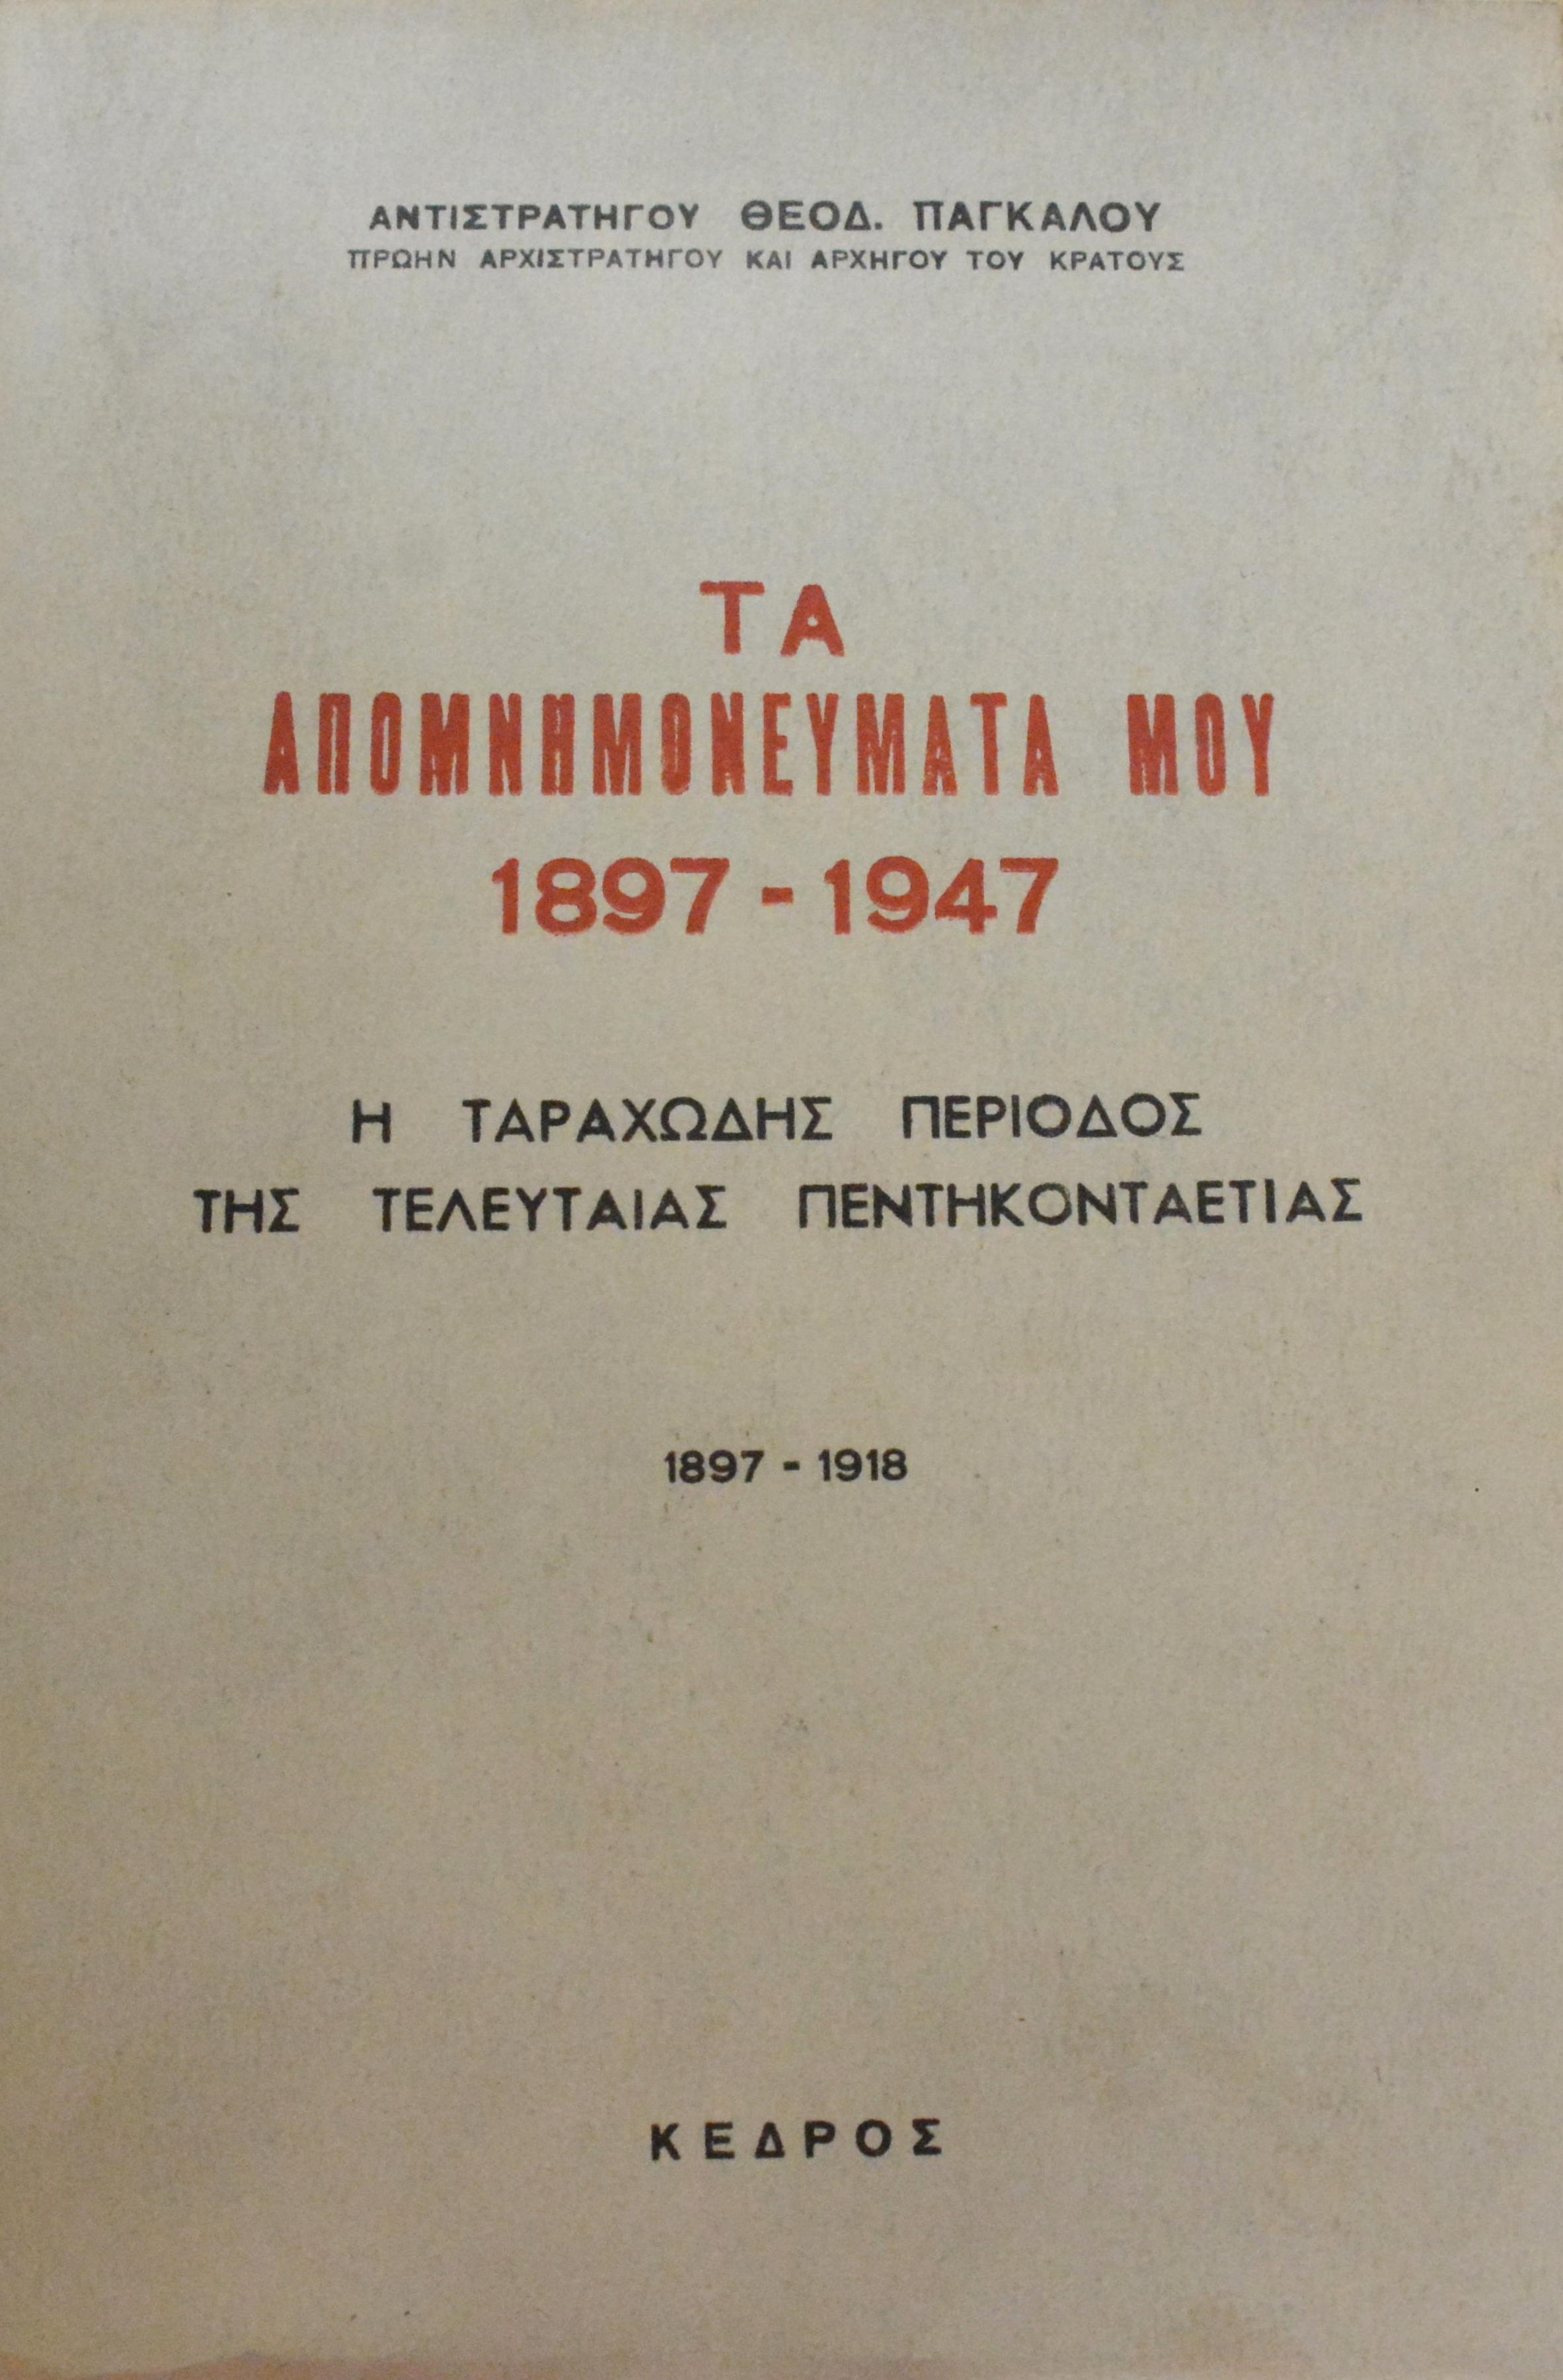 ΑΝΤΙΣΤΡΑΤΗΓΟΥ ΘΕΟΔ. ΠΑΓΚΑΛΟΥ
ΠΡΩΗΝ ΑΡΧΙΣΤΡΑΤΗΓΟΥ ΚΑΙ ΑΡΧΗΓΟΥ ΤΟΥ ΚΡΑΤΟΥΣ
ΤΑ
ΑΠΟΜΝΗΜΟΝΕΥΜΑΤΑ ΜΟΥ
1897 - 1947
Η ΤΑΡΑΧΩΔΗΣ ΠΕΡΙΟΔΟΣ
ΤΗΣ ΤΕΛΕΥΤΑΙΑΣ ΠΕΝΤΗΚΟΝΤΑΕΤΙΑΣ
1897 - 1918
ΚΕΔΡΟΣ